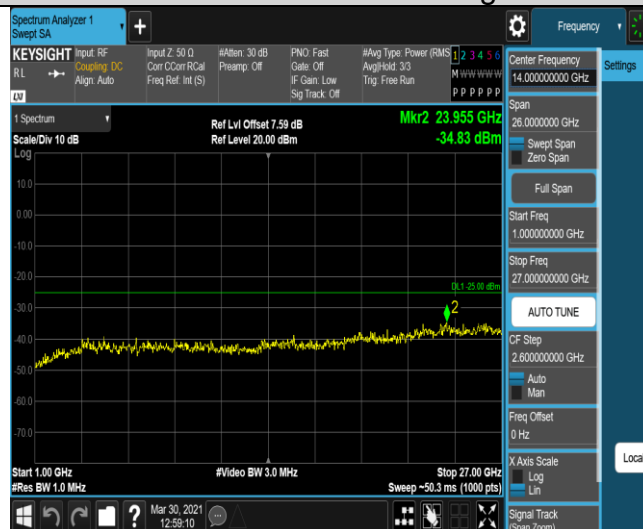 Spectrum Analyzer 1
Swept SA
+
Frequency
KEYSIGHT
RL
Input: RF
Coupling: DC
Align: Auto
Input Z: 50 Ω
Corr CCorr RCal
Freq Ref: Int (S)
#Atten: 30 dB
Preamp: Off
PNO: Fast
Gate: Off
IF Gain: Low
Sig Track: Off
#Avg Type: Power (RMS
Avg|Hold: 3/3
Trig: Free Run
1 2 3 4 5 6
M W W W W W
P P P P P P
LXI
1 Spectrum
Scale/Div 10 dB
Log
Ref Lvl Offset 7.59 dB
Ref Level 20.00 dBm
Mkr2 23.955 GHz
-34.83 dBm
10.0
0.00
-10.0
-20.0
-30.0
-40.0
-50.0
-60.0
-70.0
DL1 -25.00 dBm
2
Start 1.00 GHz
#Res BW 1.0 MHz
#Video BW 3.0 MHz
Stop 27.00 GHz
Sweep ~50.3 ms (1000 pts)
?
Mar 30, 2021
12:59:10
Center Frequency
14.000000000 GHz
Span
26.0000000 GHz
Swept Span
Zero Span
Full Span
Start Freq
1.000000000 GHz
Stop Freq
27.000000000 GHz
AUTO TUNE
CF Step
2.600000000 GHz
Auto
Man
Freq Offset
0 Hz
X Axis Scale
Log
Lin
Signal Track
(Span Zoom)
Settings
Local